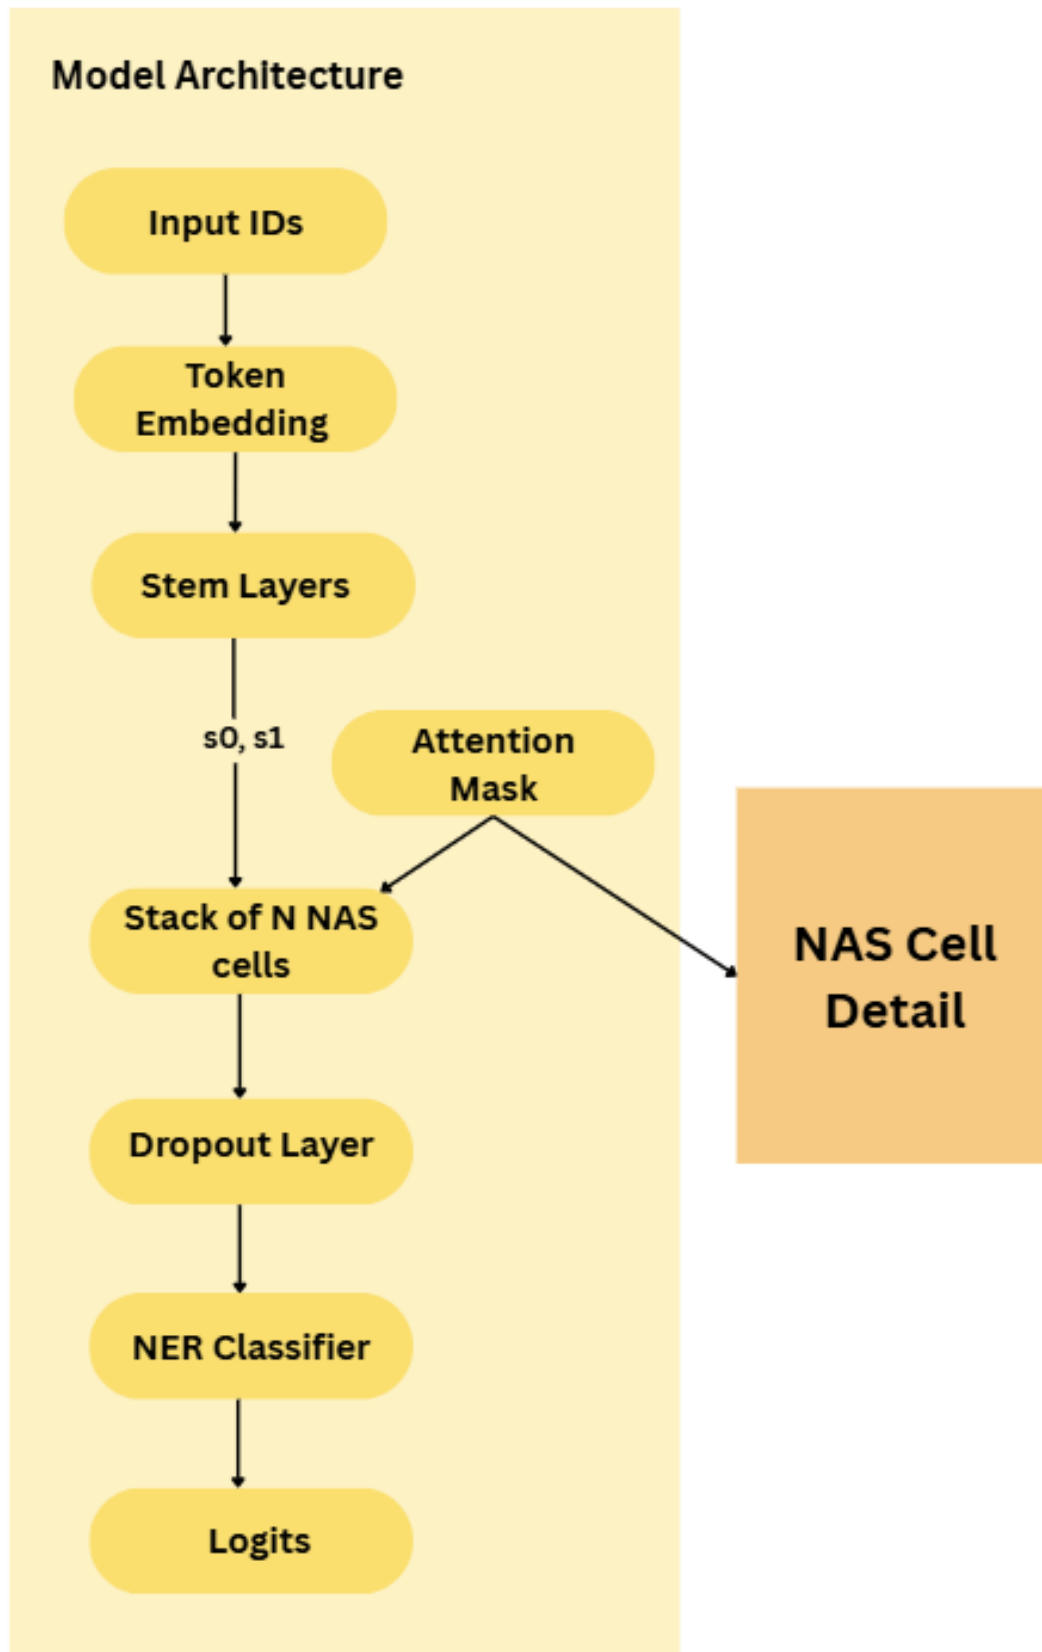 Model Architecture
Input IDs
Token
Embedding
Stem Layers
s0, s1
Attention
Mask
Stack of N NAS
cells
NAS Cell
Detail
Dropout Layer
NER Classifier
Logits